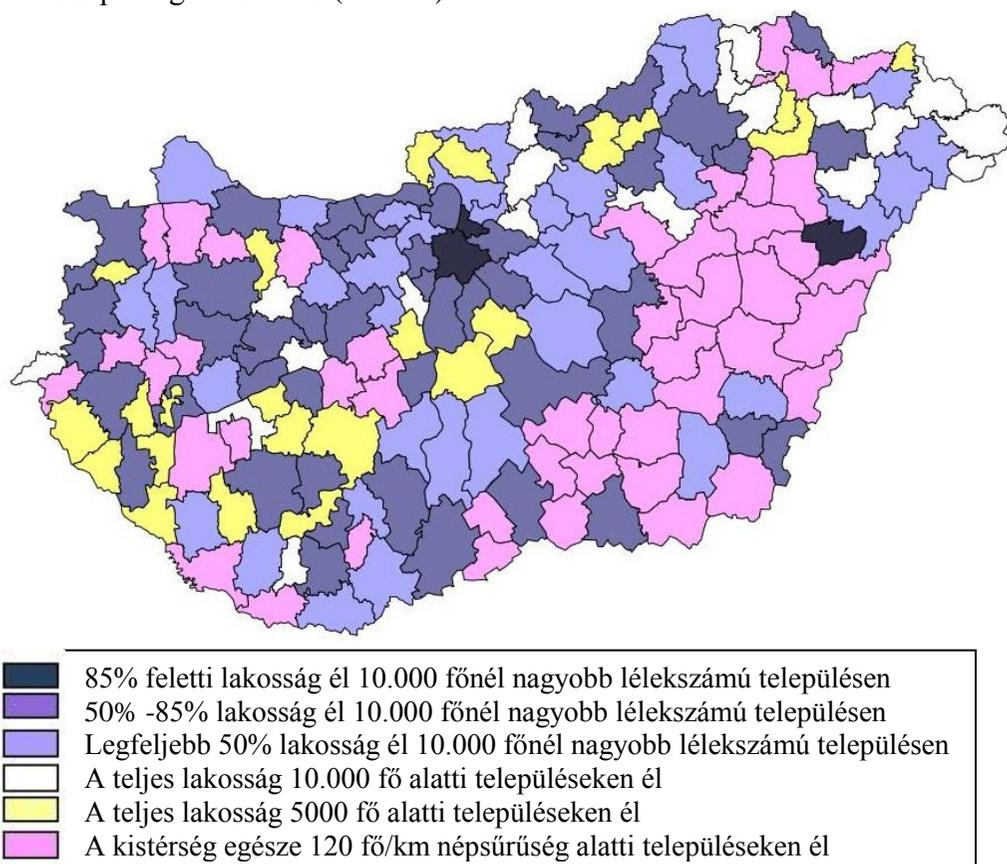 85% feletti lakosság él 10.000 főnél nagyobb lélekszámú településen
50% -85% lakosság él 10.000 főnél nagyobb lélekszámú településen
Legfeljebb 50% lakosság él 10.000 főnél nagyobb lélekszámú településen
A teljes lakosság 10.000 fő alatti településeken él
A teljes lakosság 5000 fő alatti településeken él
A kistérség egésze 120 fő/km népsűrűség alatti településeken él